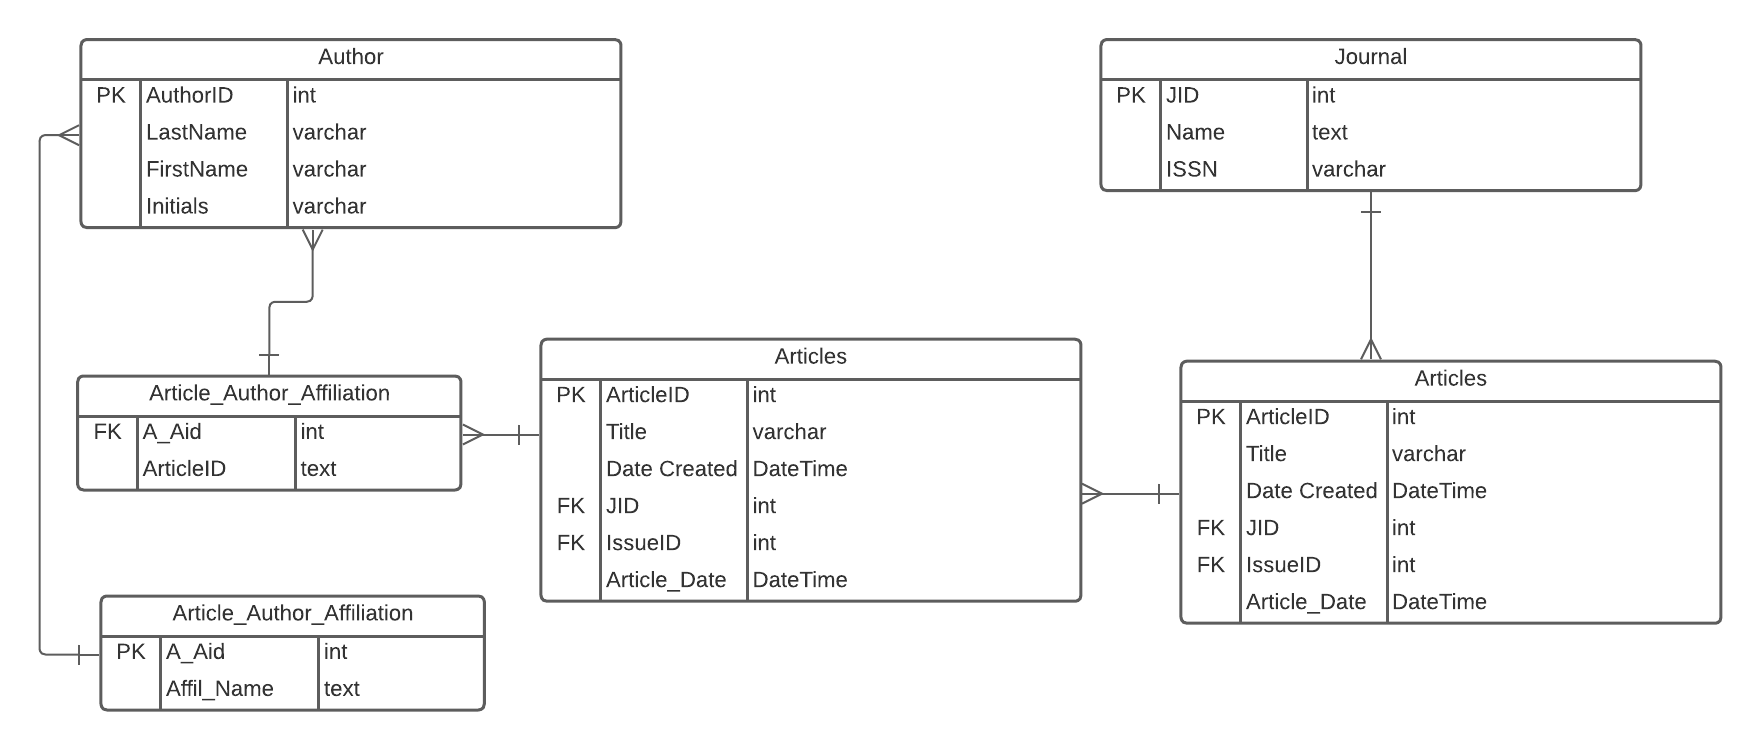 Author
PK AuthorID int
LastName varchar
FirstName varchar
Initials varchar
Journal
PK JID int
Name text
ISSN varchar
Article_Author_Affiliation
FK A_Aid int
ArticleID text
Articles
PK ArticleID int
Title varchar
Date Created DateTime
FK JID int
FK IssueID int
Article_Date DateTime
Articles
PK ArticleID int
Title varchar
Date Created DateTime
FK JID int
FK IssueID int
Article_Date DateTime
Article_Author_Affiliation
PK A_Aid int
Affil_Name text